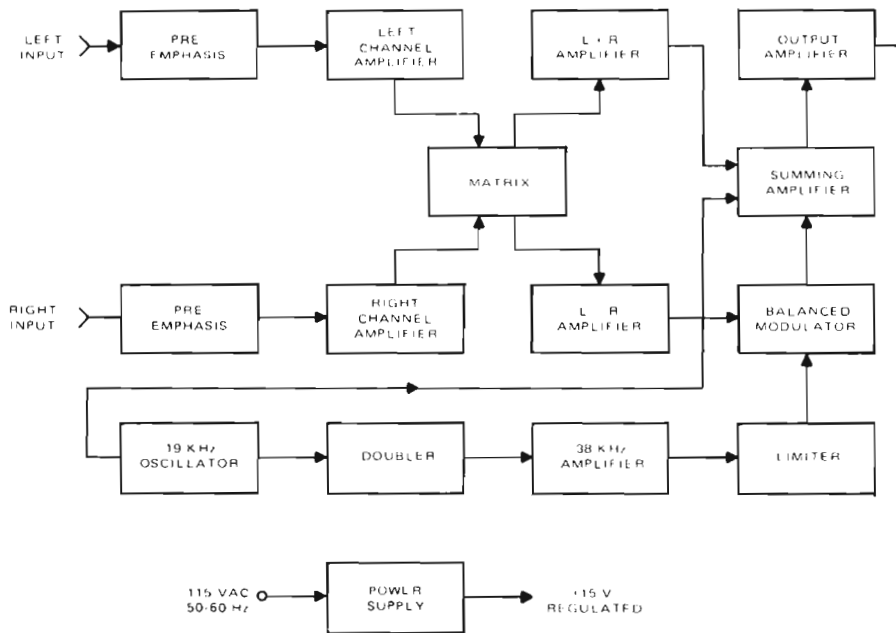 LEFT
INPUT
PRE
EMPHASIS
LEFT
CHANNEL
AMPLIFIER
L + R
AMPLIFIER
OUTPUT
AMPLIFIER
MATRIX
SUMMING
AMPLIFIER
RIGHT
INPUT
PRE
EMPHASIS
RIGHT
CHANNEL
AMPLIFIER
L R
AMPLIFIER
BALANCED
MODULATOR
19 KHz
OSCILLATOR
DOUBLER
38 KHz
AMPLIFIER
LIMITER
115 VAC
50-60 Hz
POWER
SUPPLY
+15 V
REGULATED